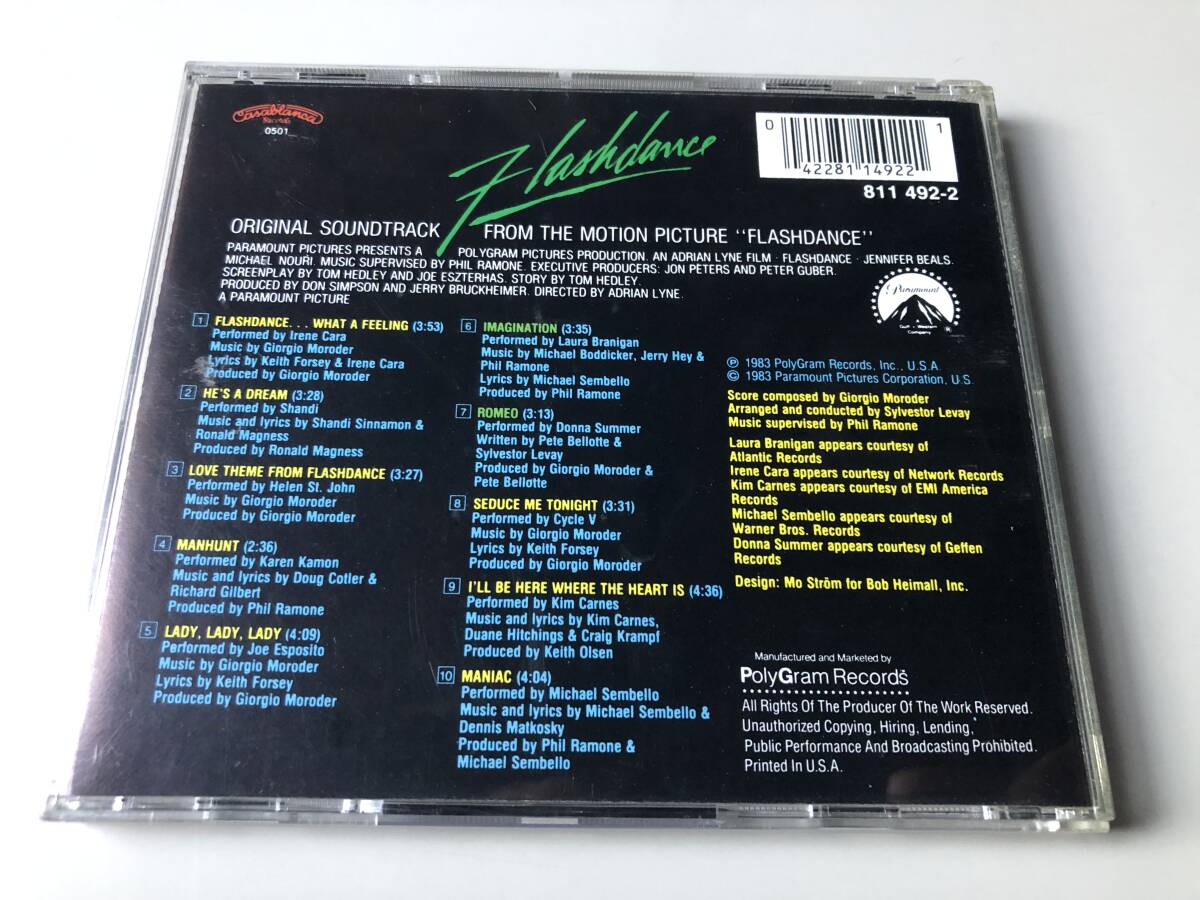 Casablanca
Records
0501
Flashdance
0
1
42281 14922
811 492-2
ORIGINAL SOUNDTRACK FROM THE MOTION PICTURE "FLASHDANCE"
PARAMOUNT PICTURES PRESENTS A POLYGRAM PICTURES PRODUCTION. AN ADRIAN LYNE FILM · FLASHDANCE · JENNIFER BEALS.
MICHAEL NOURI. MUSIC SUPERVISED BY PHIL RAMONE. EXECUTIVE PRODUCERS: JON PETERS AND PETER GUBER.
SCREENPLAY BY TOM HEDLEY AND JOE ESZTERHAS. STORY BY TOM HEDLEY.
PRODUCED BY DON SIMPSON AND JERRY BRUCKHEIMER. DIRECTED BY ADRIAN LYNE.
A PARAMOUNT PICTURE
1 FLASHDANCE. . . WHAT A FEELING (3:53)
Performed by Irene Cara
Music by Giorgio Moroder
Lyrics by Keith Forsey & Irene Cara
Produced by Giorgio Moroder
2 HE'S A DREAM (3:28)
Performed by Shandi
Music and lyrics by Shandi Sinnamon &
Ronald Magness
Produced by Ronald Magness
3 LOVE THEME FROM FLASHDANCE (3:27)
Performed by Helen St. John
Music by Giorgio Moroder
Produced by Giorgio Moroder
4 MANHUNT (2:36)
Performed by Karen Kamon
Music and lyrics by Doug Cotler &
Richard Gilbert
Produced by Phil Ramone
5 LADY, LADY, LADY (4:09)
Performed by Joe Esposito
Music by Giorgio Moroder
Lyrics by Keith Forsey
Produced by Giorgio Moroder
6 IMAGINATION (3:35)
Performed by Laura Branigan
Music by Michael Boddicker, Jerry Hey &
Phil Ramone
Lyrics by Michael Sembello
Produced by Phil Ramone
7 ROMEO (3:13)
Performed by Donna Summer
Written by Pete Bellotte &
Sylvestor Levay
Produced by Giorgio Moroder &
Pete Bellotte
8 SEDUCE ME TONIGHT (3:31)
Performed by Cycle V
Music by Giorgio Moroder
Lyrics by Keith Forsey
Produced by Giorgio Moroder
9 I'LL BE HERE WHERE THE HEART IS (4:36)
Performed by Kim Carnes
Music and lyrics by Kim Carnes,
Duane Hitchings & Craig Krampf
Produced by Keith Olsen
10 MANIAC (4:04)
Performed by Michael Sembello
Music and lyrics by Michael Sembello &
Dennis Matkosky
Produced by Phil Ramone &
Michael Sembello
Paramount
A Gulf + Western
Company
®
℗ 1983 PolyGram Records, Inc., U.S.A.
© 1983 Paramount Pictures Corporation, U.S.
Score composed by Giorgio Moroder
Arranged and conducted by Sylvestor Levay
Music supervised by Phil Ramone
Laura Branigan appears courtesy of
Atlantic Records
Irene Cara appears courtesy of Network Records
Kim Carnes appears courtesy of EMI America
Records
Michael Sembello appears courtesy of
Warner Bros. Records
Donna Summer appears courtesy of Geffen
Records
Design: Mo Ström for Bob Heimall, Inc.
Manufactured and Marketed by
PolyGram Records
All Rights Of The Producer Of The Work Reserved.
Unauthorized Copying, Hiring, Lending,
Public Performance And Broadcasting Prohibited.
Printed In U.S.A.